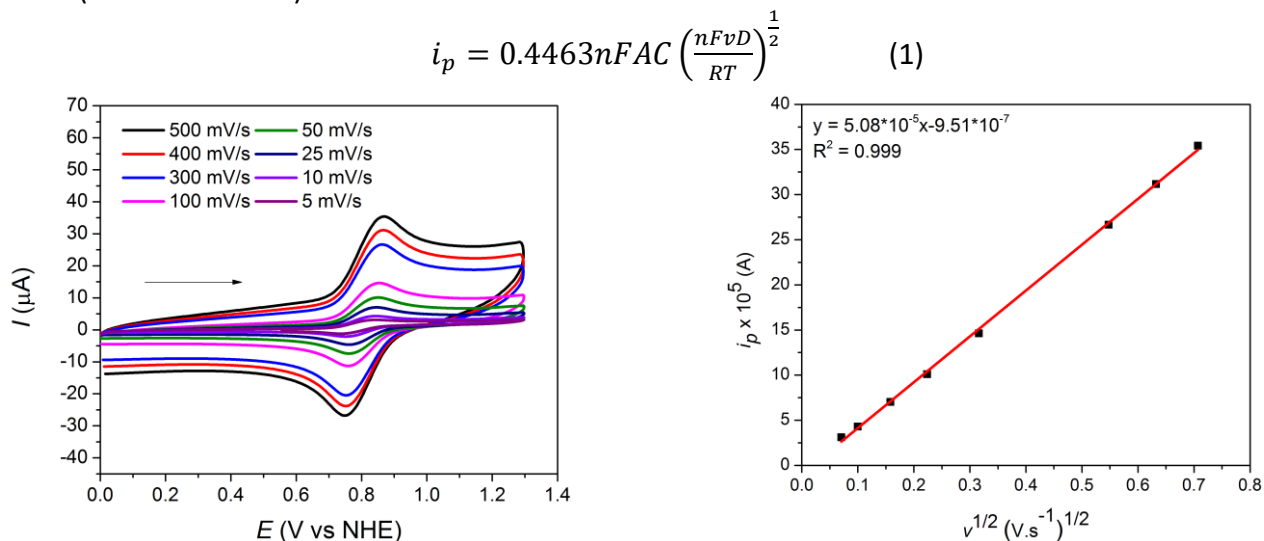 i_p = 0.4463nFAC (nFvD/RT)^{1/2} (1)
500 mV/s 50 mV/s
400 mV/s 25 mV/s
300 mV/s 10 mV/s
100 mV/s 5 mV/s
70
60
50
40
30
20
10
0
-10
-20
-30
-40
I (µA)
0.0 0.2 0.4 0.6 0.8 1.0 1.2 1.4
E (V vs NHE)
y = 5.08*10^{-5}x-9.51*10^{-7}
R^2 = 0.999
40
35
30
25
20
15
10
5
0
i_p x 10^5 (A)
0.0 0.1 0.2 0.3 0.4 0.5 0.6 0.7 0.8
v^{1/2} (V.s^{-1})^{1/2}